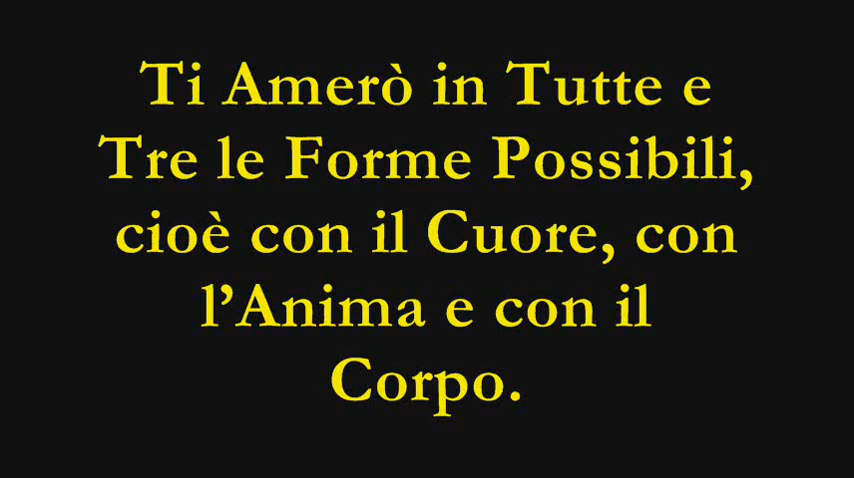 Ti Amerò in Tutte e
Tre le Forme Possibili,
cioè con il Cuore, con
l’Anima e con il
Corpo.